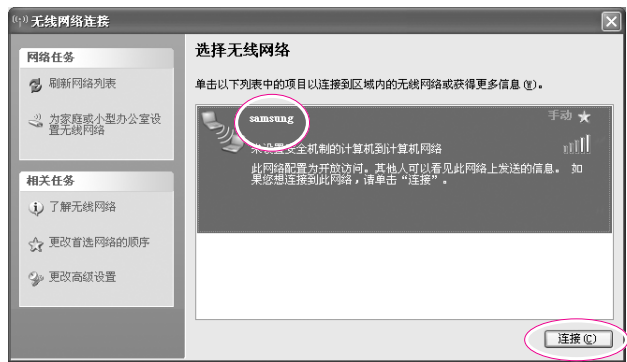 无线网络连接
网络任务
刷新网络列表
为家庭或小型办公室设
置无线网络
相关任务
了解无线网络
更改首选网络的顺序
更改高级设置
选择无线网络
单击以下列表中的项目以连接到区域内的无线网络或获得更多信息(W)。
samsung
手动
未设置安全机制的计算机到计算机网络
此网络配置为开放访问。其他人可以看见此网络上发送的信息。 如
果您想连接到此网络，请单击“连接”。
连接(C)